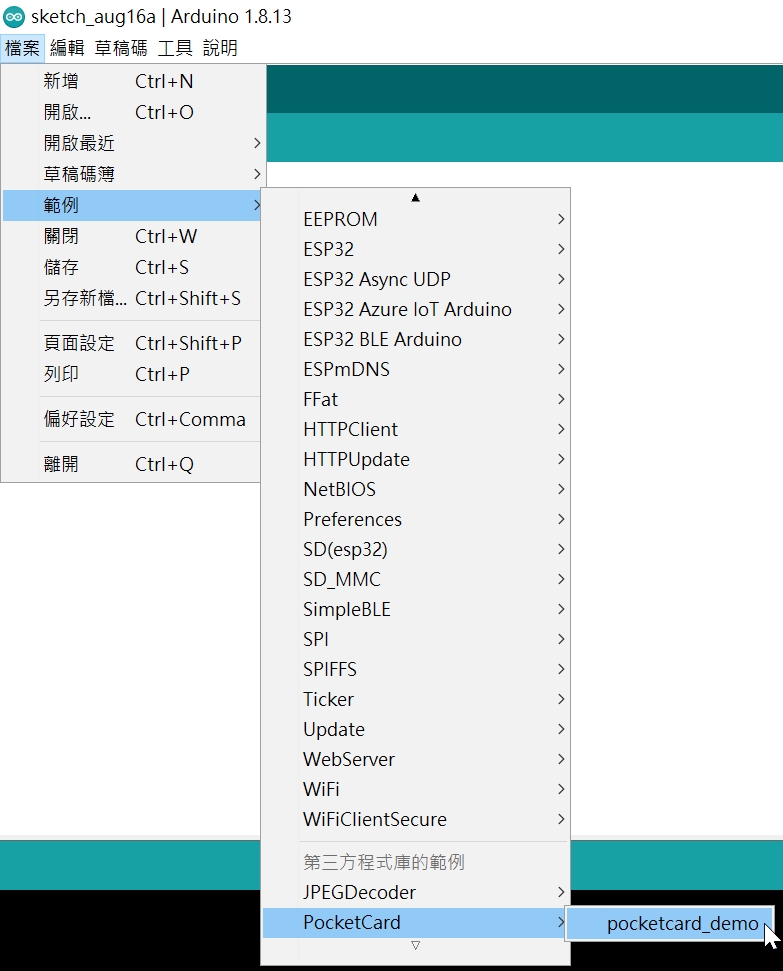 sketch_aug16a | Arduino 1.8.13
檔案 編輯 草稿碼 工具 說明
新增 Ctrl+N
開啟... Ctrl+O
開啟最近
草稿碼簿
範例
關閉 Ctrl+W
儲存 Ctrl+S
另存新檔... Ctrl+Shift+S
頁面設定 Ctrl+Shift+P
列印 Ctrl+P
偏好設定 Ctrl+Comma
離開 Ctrl+Q
EEPROM
ESP32
ESP32 Async UDP
ESP32 Azure IoT Arduino
ESP32 BLE Arduino
ESPmDNS
FFat
HTTPClient
HTTPUpdate
NetBIOS
Preferences
SD(esp32)
SD_MMC
SimpleBLE
SPI
SPIFFS
Ticker
Update
WebServer
WiFi
WiFiClientSecure
第三方程式庫的範例
JPEGDecoder
PocketCard
pocketcard_demo